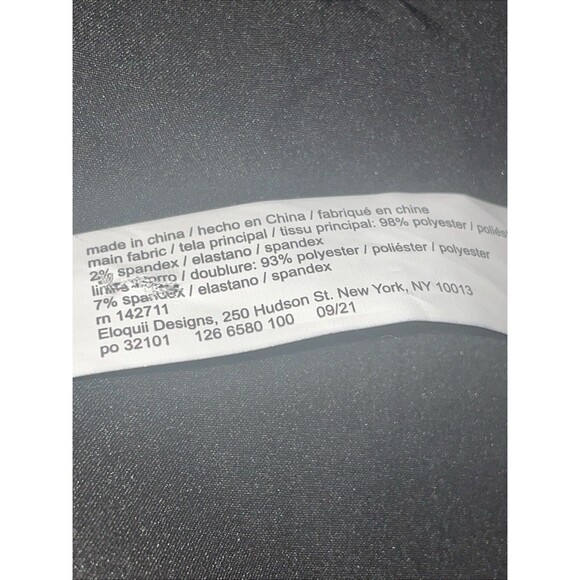 made in china / hecho en China / fabriqué en chine
main fabric / tela principal / tissu principal: 98% polyester /
2% spandex / elastano / spandex
/ doublure: 93% polyester / poliéster / polyester
7% spandex / elastano / spandex
rn 142711
Eloquii Designs, 250 Hudson St. New York, NY 10013
po 32101 126 6580 100 09/21